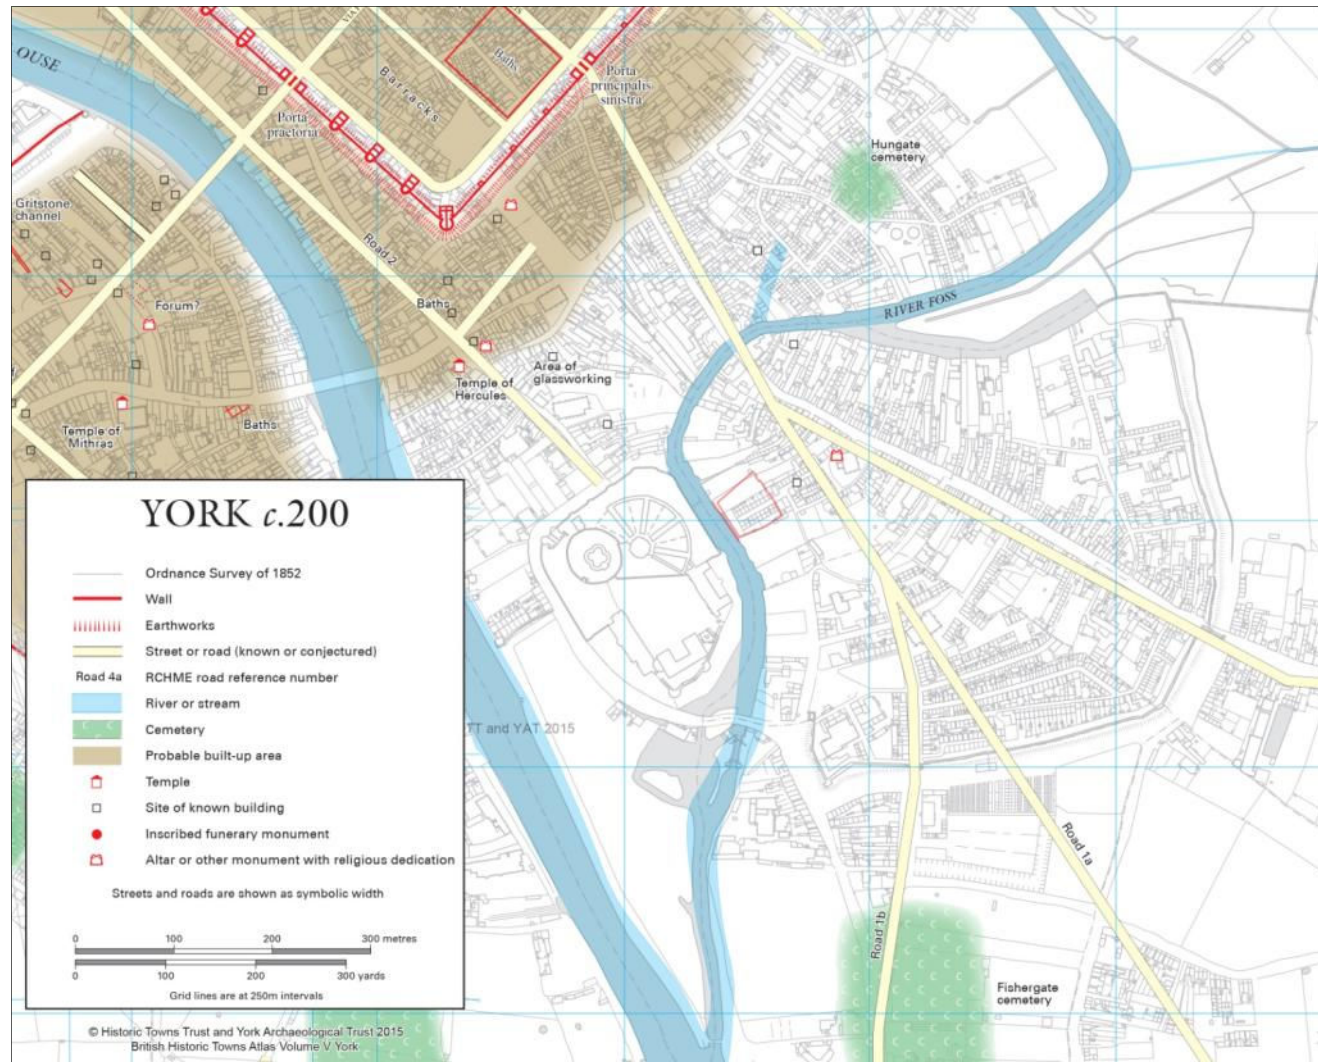 OUSE
Baths
Barracks
Porta
principalis
sinistra
Porta
praetoria
Hungate
cemetery
Gritstone
channel
Road 2
RIVER FOSS
Forum?
Baths
Area of
glassworking
Temple of
Hercules
Baths
Temple of
Mithras
YORK c.200
Ordnance Survey of 1852
Wall
Earthworks
Street or road (known or conjectured)
Road 4a RCHME road reference number
River or stream
Cemetery
Probable built-up area
Temple
Site of known building
Inscribed funerary monument
Altar or other monument with religious dedication
Streets and roads are shown as symbolic width
0 100 200 300 metres
0 100 200 300 yards
Grid lines are at 250m intervals
TT and YAT 2015
Road 1a
Road 1b
Fishergate
cemetery
© Historic Towns Trust and York Archaeological Trust 2015
British Historic Towns Atlas Volume V York